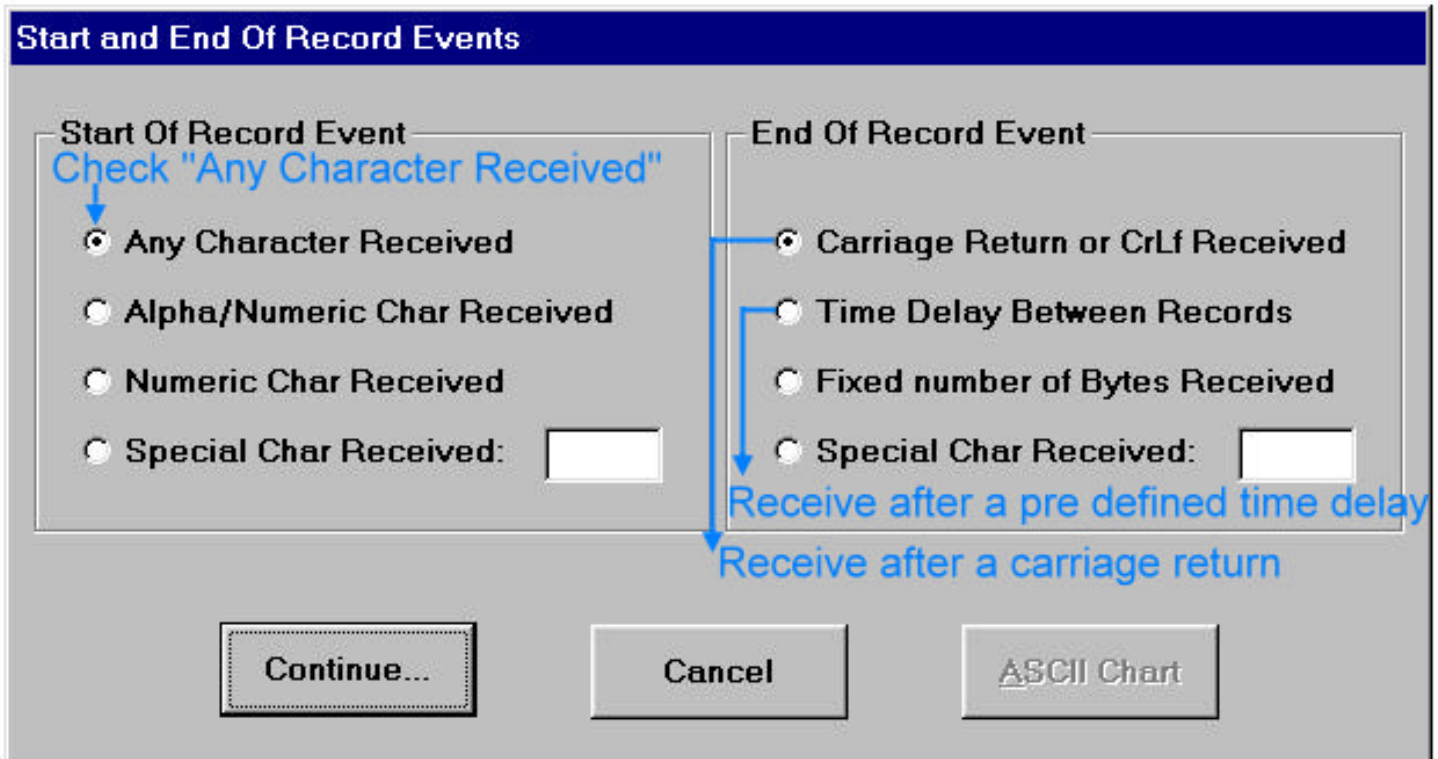 Start and End Of Record Events
Start Of Record Event
Check "Any Character Received"
Any Character Received
Alpha/Numeric Char Received
Numeric Char Received
Special Char Received:
End Of Record Event
Carriage Return or CrLf Received
Time Delay Between Records
Fixed number of Bytes Received
Special Char Received:
Receive after a pre defined time delay
Receive after a carriage return
Continue...
Cancel
ASCII Chart